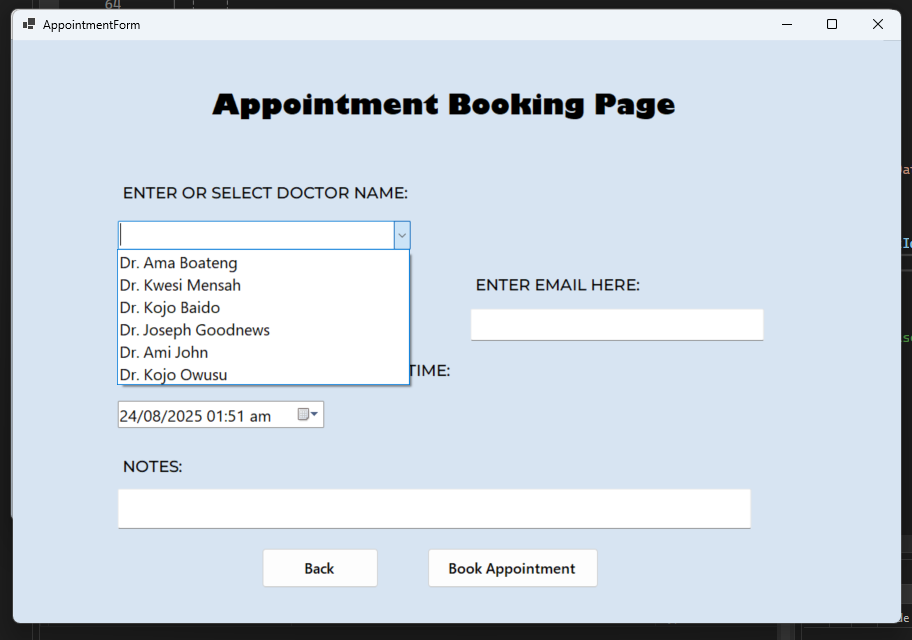 64
AppointmentForm
Appointment Booking Page
ENTER OR SELECT DOCTOR NAME:
Dr. Ama Boateng
Dr. Kwesi Mensah
Dr. Kojo Baido
Dr. Joseph Goodnews
Dr. Ami John
Dr. Kojo Owusu
ENTER EMAIL HERE:
TIME:
24/08/2025 01:51 am
NOTES:
Back
Book Appointment